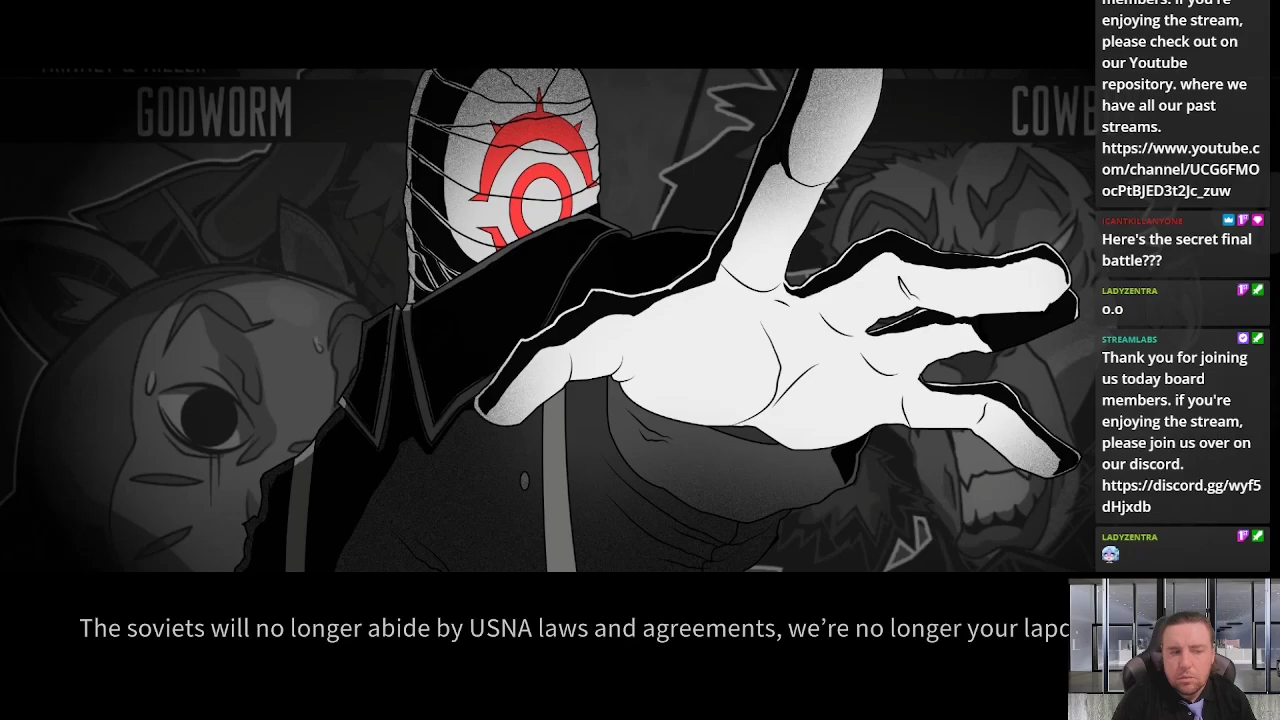 GODWORM
COWB
members. if you're
enjoying the stream,
please check out on
our Youtube
repository. where we
have all our past
streams.
https://www.youtube.c
om/channel/UCG6FMO
ocPtBJED3t2Jc_zuw
ICANTKILLANYONE
Here's the secret final
battle???
LADYZENTRA
o.o
STREAMLABS
Thank you for joining
us today board
members. if you're
enjoying the stream,
please join us over on
our discord.
https://discord.gg/wyf5
dHjxdb
LADYZENTRA
The soviets will no longer abide by USNA laws and agreements, we’re no longer your lapd